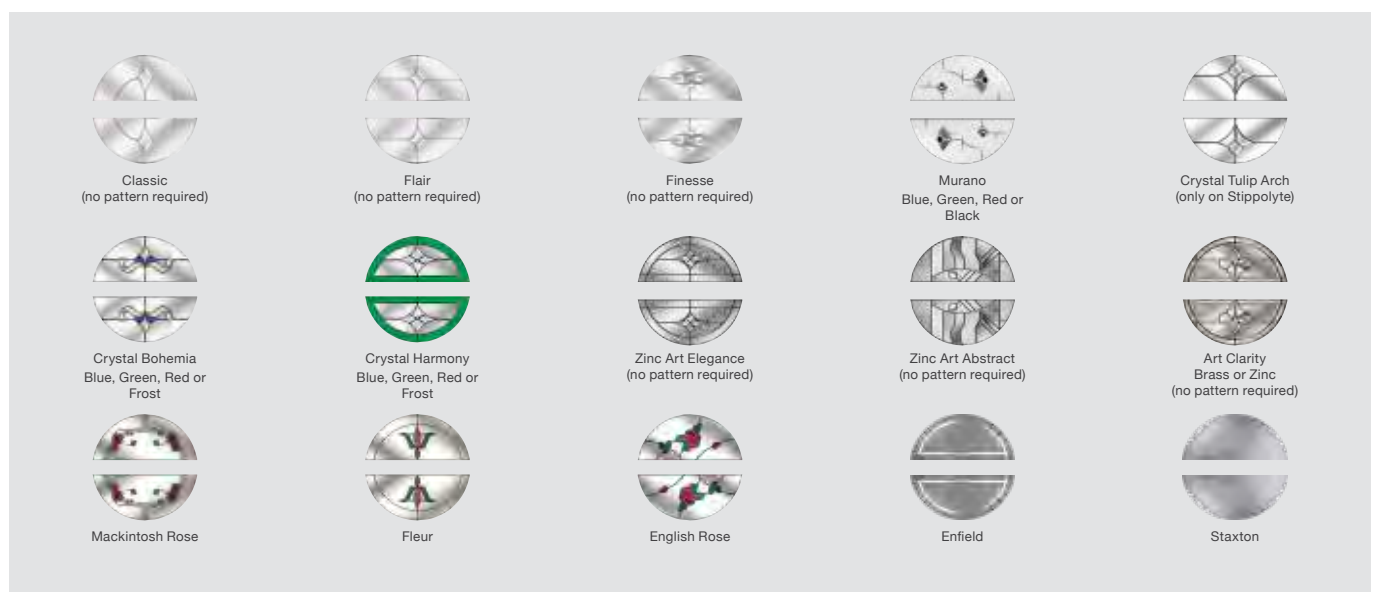 Classic
(no pattern required)
Flair
(no pattern required)
Finesse
(no pattern required)
Murano
Blue, Green, Red or
Black
Crystal Tulip Arch
(only on Stippolyte)
Crystal Bohemia
Blue, Green, Red or
Frost
Crystal Harmony
Blue, Green, Red or
Frost
Zinc Art Elegance
(no pattern required)
Zinc Art Abstract
(no pattern required)
Art Clarity
Brass or Zinc
(no pattern required)
Mackintosh Rose
Fleur
English Rose
Enfield
Staxton